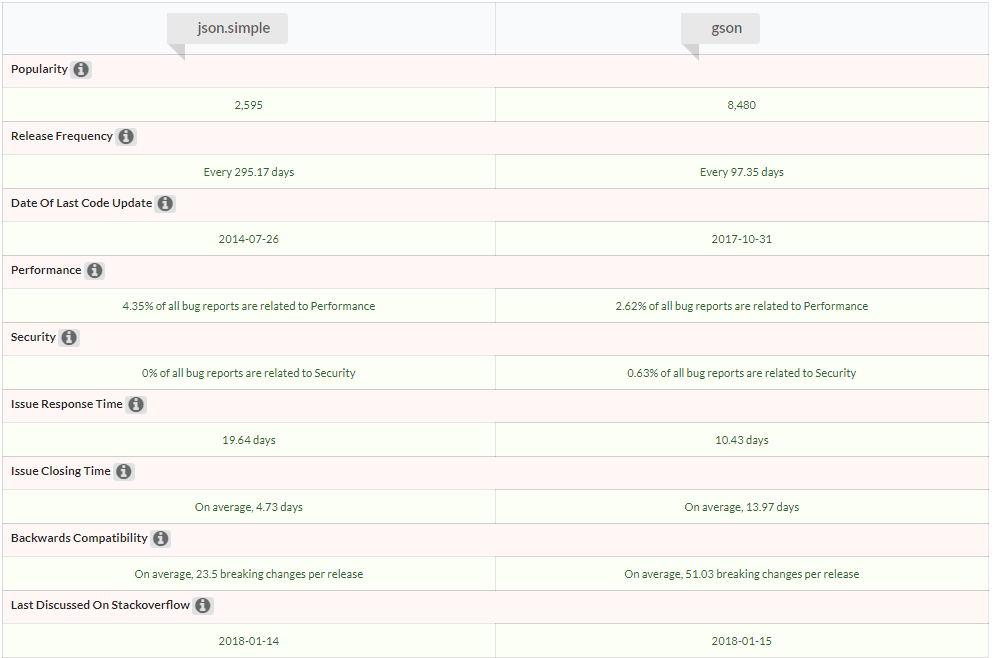 json.simple gson
Popularity
2,595 8,480
Release Frequency
Every 295.17 days Every 97.35 days
Date Of Last Code Update
2014-07-26 2017-10-31
Performance
4.35% of all bug reports are related to Performance 2.62% of all bug reports are related to Performance
Security
0% of all bug reports are related to Security 0.63% of all bug reports are related to Security
Issue Response Time
19.64 days 10.43 days
Issue Closing Time
On average, 4.73 days On average, 13.97 days
Backwards Compatibility
On average, 23.5 breaking changes per release On average, 51.03 breaking changes per release
Last Discussed On Stackoverflow
2018-01-14 2018-01-15